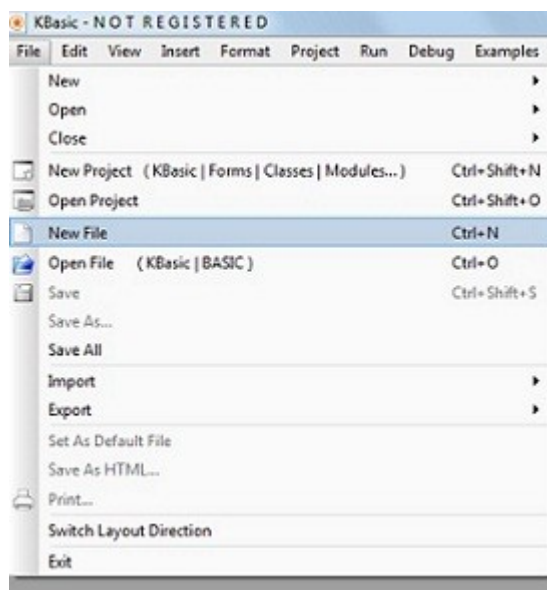 KBasic - N O T  R E G I S T E R E D
File Edit View Insert Format Project Run Debug Examples
New
Open
Close
New Project ( KBasic | Forms | Classes | Modules... ) Ctrl+Shift+N
Open Project Ctrl+Shift+O
New File Ctrl+N
Open File ( KBasic | BASIC ) Ctrl+O
Save Ctrl+Shift+S
Save As...
Save All
Import
Export
Set As Default File
Save As HTML...
Print...
Switch Layout Direction
Exit